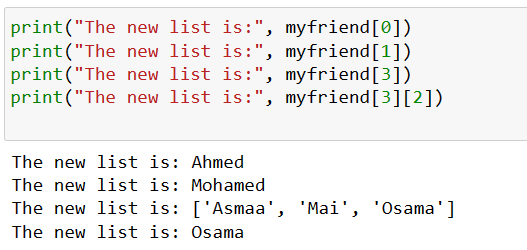 print("The new list is:", myfriend[0])
print("The new list is:", myfriend[1])
print("The new list is:", myfriend[3])
print("The new list is:", myfriend[3][2])
The new list is: Ahmed
The new list is: Mohamed
The new list is: ['Asmaa', 'Mai', 'Osama']
The new list is: Osama